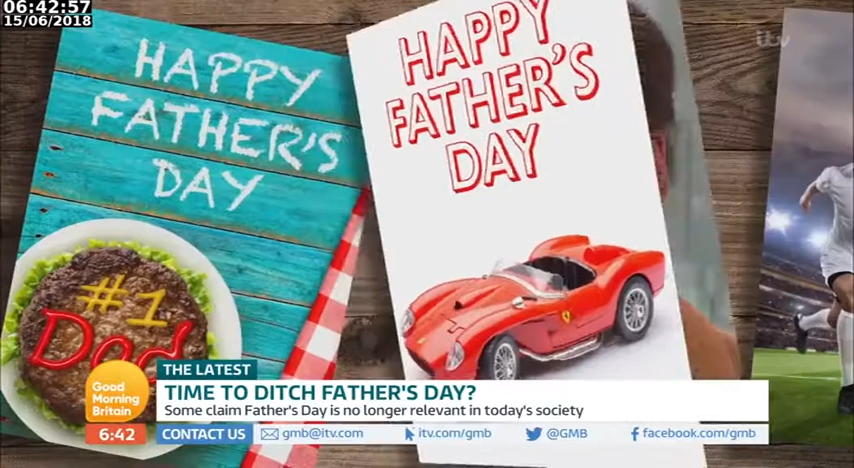 06:42:57
15/06/2018
itv
HAPPY
FATHER'S
DAY
HAPPY
FATHER'S
DAY
#1
Dad
THE LATEST
TIME TO DITCH FATHER'S DAY?
Some claim Father's Day is no longer relevant in today's society
Good
Morning
Britain
6:42
CONTACT US
gmb@itv.com
itv.com/gmb
@GMB
facebook.com/gmb